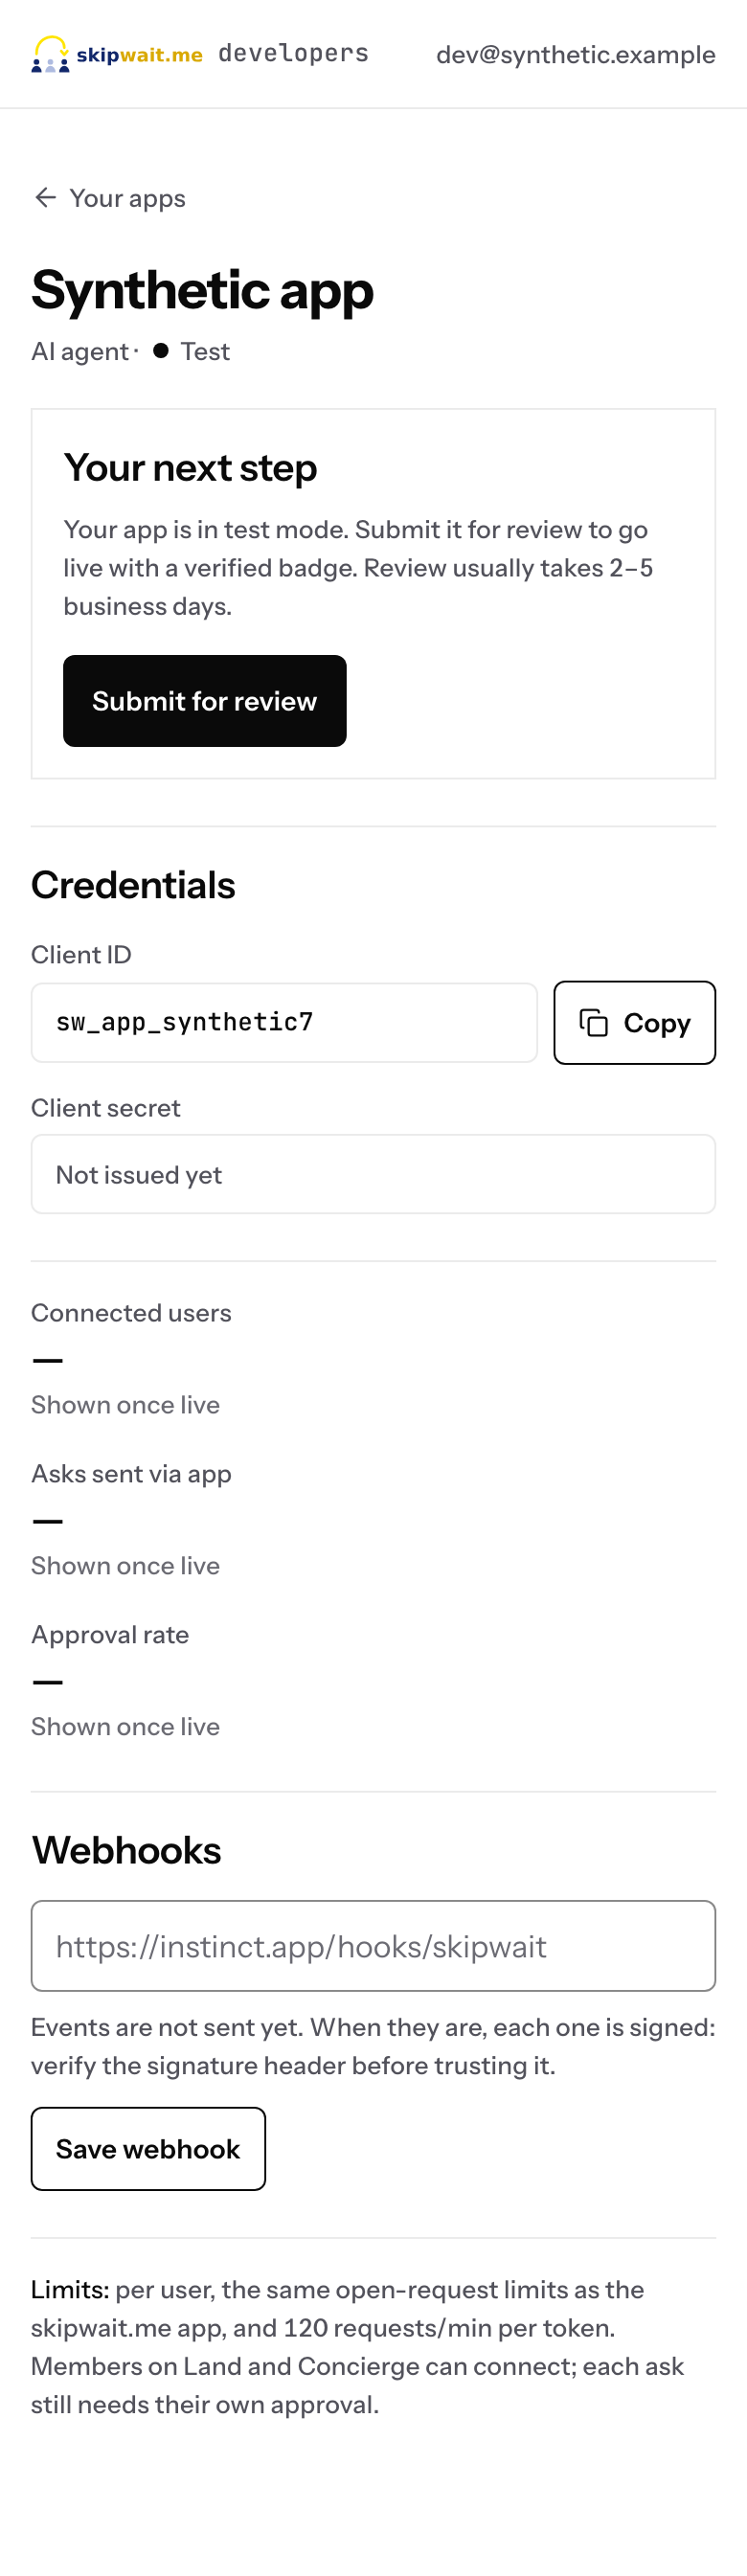 skipwait.me developers dev@synthetic.example
Your apps
Synthetic app
AI agent · Test
Your next step
Your app is in test mode. Submit it for review to go
live with a verified badge. Review usually takes 2–5
business days.
Submit for review
Credentials
Client ID
sw_app_synthetic7
Copy
Client secret
Not issued yet
Connected users
—
Shown once live
Asks sent via app
—
Shown once live
Approval rate
—
Shown once live
Webhooks
https://instinct.app/hooks/skipwait
Events are not sent yet. When they are, each one is signed:
verify the signature header before trusting it.
Save webhook
Limits: per user, the same open-request limits as the
skipwait.me app, and 120 requests/min per token.
Members on Land and Concierge can connect; each ask
still needs their own approval.